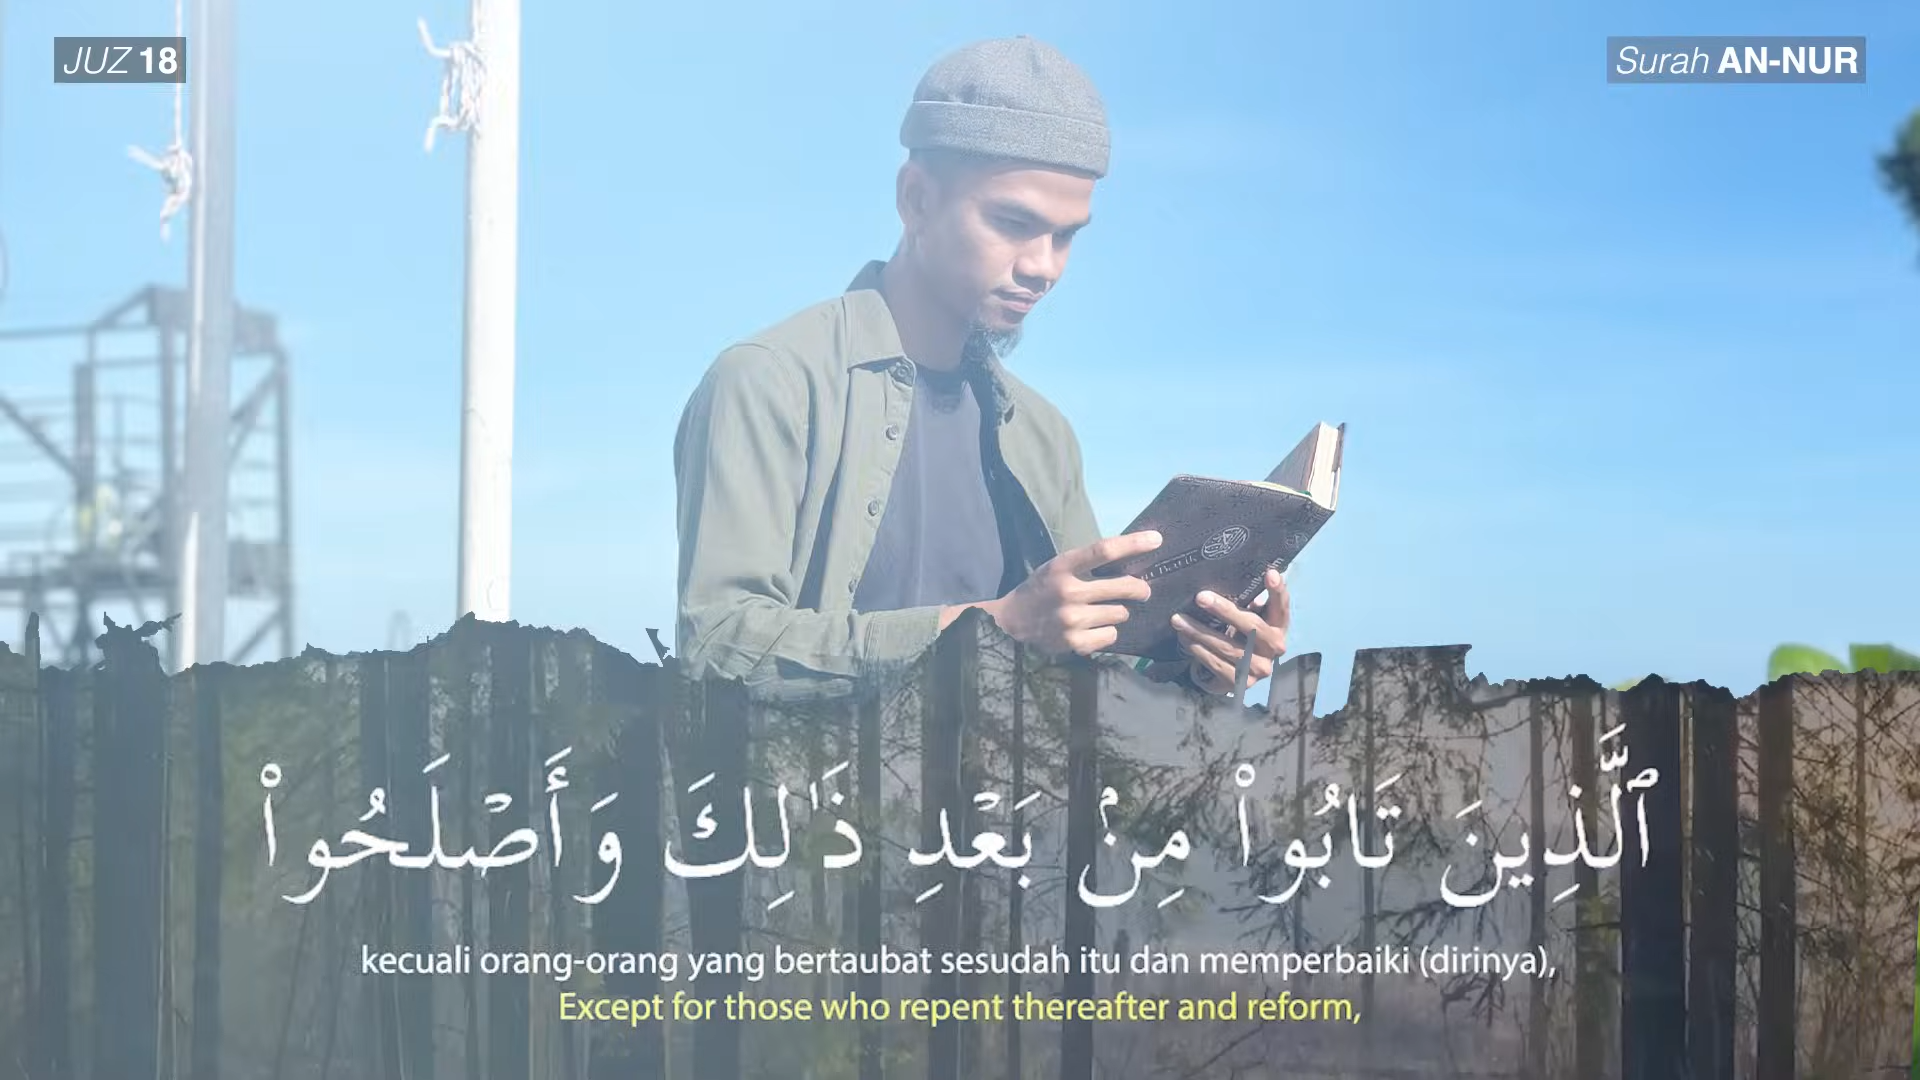 JUZ 18
Surah AN-NUR
ٱلَّذِينَ تَابُوا۟ مِنۢ بَعْدِ ذَٰلِكَ وَأَصْلَحُوا۟
kecuali orang-orang yang bertaubat sesudah itu dan memperbaiki (dirinya),
Except for those who repent thereafter and reform,